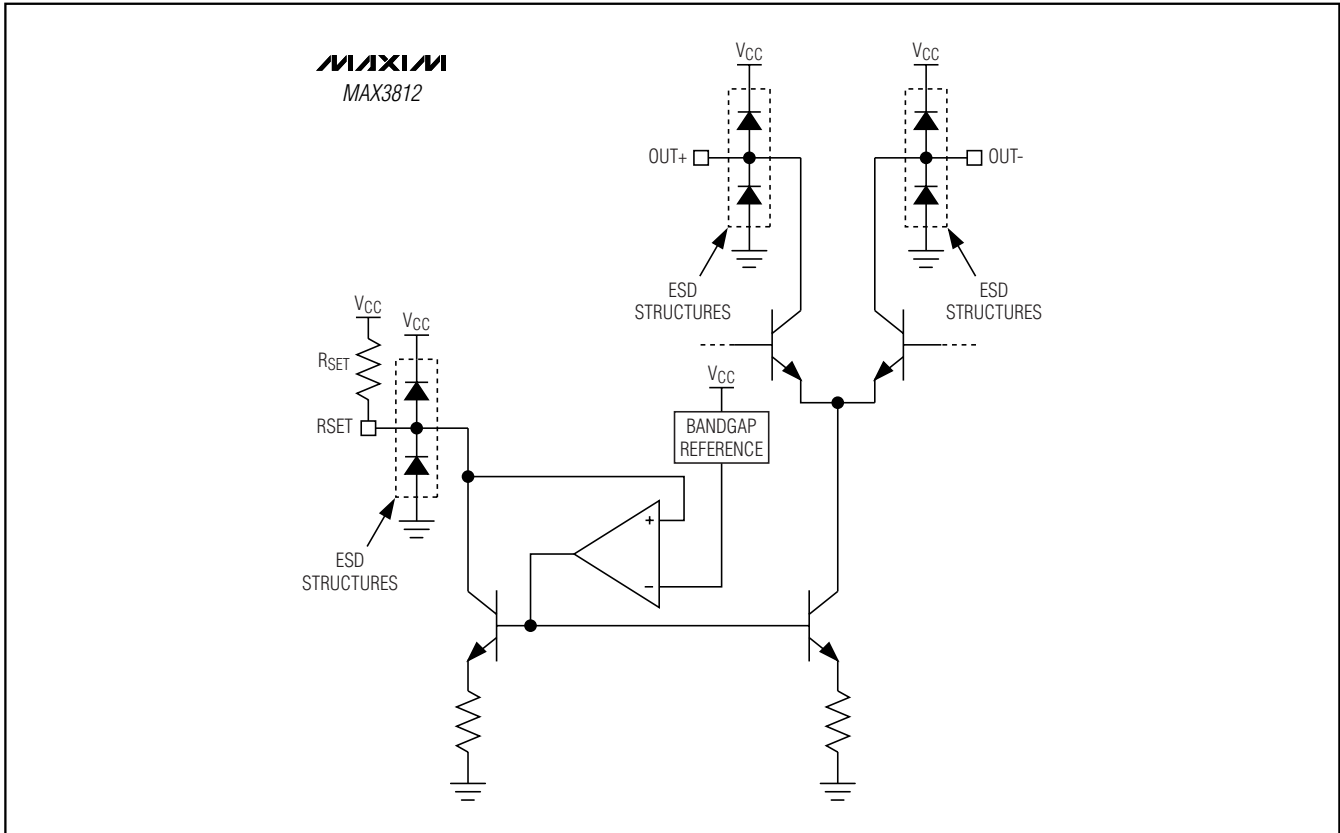 MAXIM
MAX3812
VCC
VCC
OUT+
OUT-
ESD
STRUCTURES
ESD
STRUCTURES
VCC
VCC
RSET
RSET
VCC
BANDGAP
REFERENCE
+
−
ESD
STRUCTURES